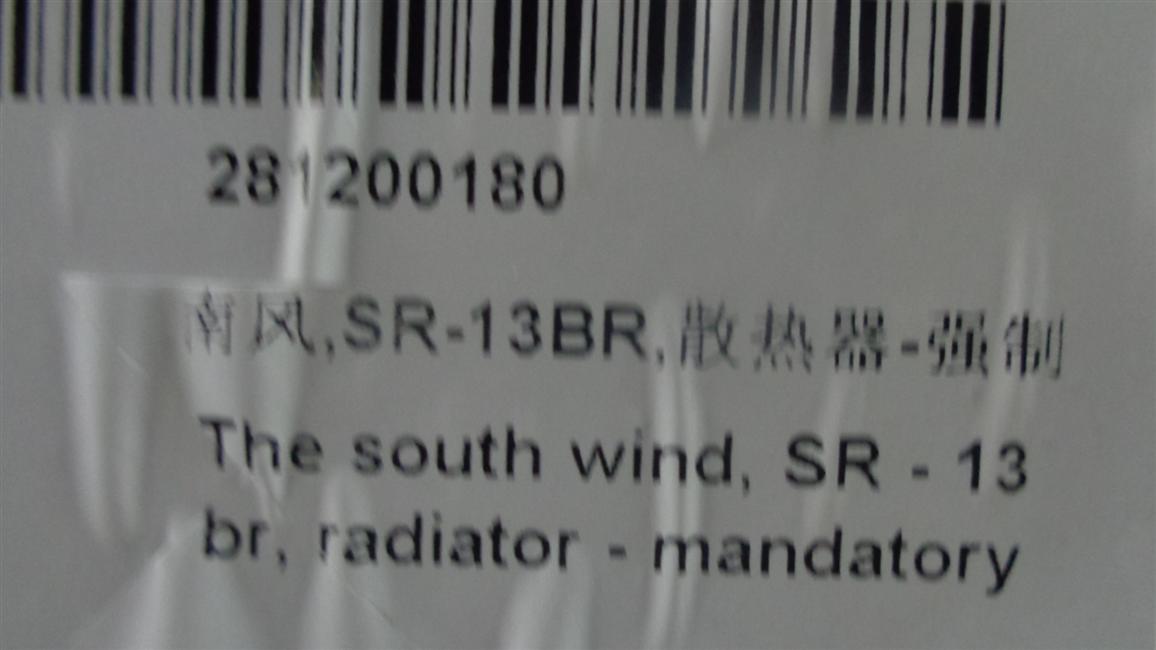 281200180
南风,SR-13BR,散热器-强制
The south wind, SR - 13
br, radiator - mandatory